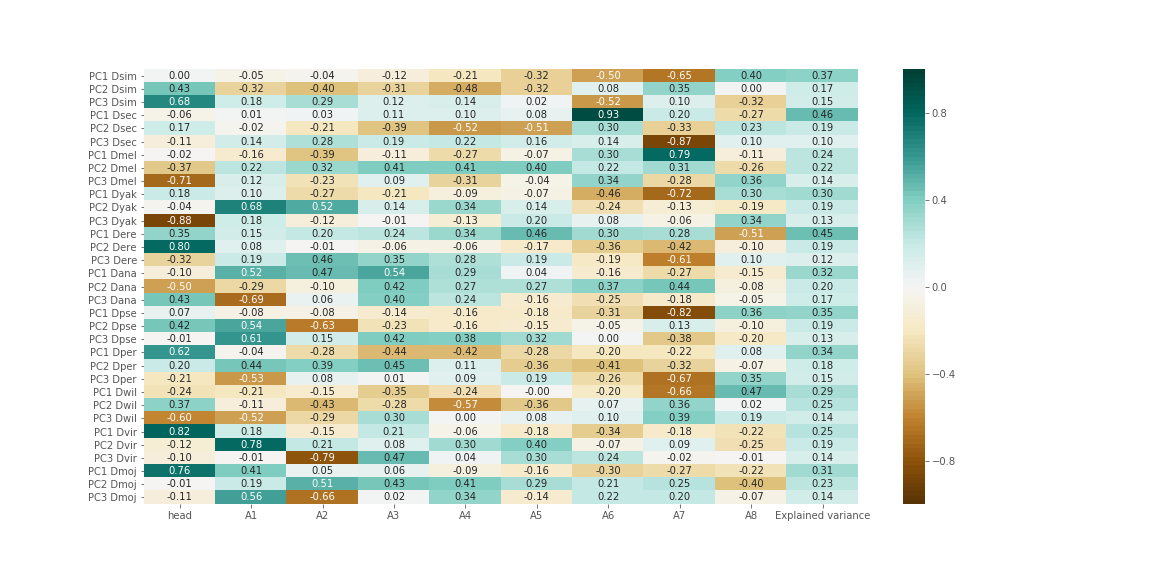 PC1 Dsim 0.00 -0.05 -0.04 -0.12 -0.21 -0.32 -0.50 -0.65 0.40 0.37
PC2 Dsim 0.43 -0.32 -0.40 -0.31 -0.48 -0.32 0.08 0.35 0.00 0.17
PC3 Dsim 0.68 0.18 0.29 0.12 0.14 0.02 -0.52 0.10 -0.32 0.15
PC1 Dsec -0.06 0.01 0.03 0.11 0.10 0.08 0.93 0.20 -0.27 0.46
PC2 Dsec 0.17 -0.02 -0.21 -0.39 -0.52 -0.51 0.30 -0.33 0.23 0.19
PC3 Dsec -0.11 0.14 0.28 0.19 0.22 0.16 0.14 -0.87 0.10 0.10
PC1 Dmel -0.02 -0.16 -0.39 -0.11 -0.27 -0.07 0.30 0.79 -0.11 0.24
PC2 Dmel -0.37 0.22 0.32 0.41 0.41 0.40 0.22 0.31 -0.26 0.22
PC3 Dmel -0.71 0.12 -0.23 0.09 -0.31 -0.04 0.34 -0.28 0.36 0.14
PC1 Dyak 0.18 0.10 -0.27 -0.21 -0.09 -0.07 -0.46 -0.72 0.30 0.30
PC2 Dyak -0.04 0.68 0.52 0.14 0.34 0.14 -0.24 -0.13 -0.19 0.19
PC3 Dyak -0.88 0.18 -0.12 -0.01 -0.13 0.20 0.08 -0.06 0.34 0.13
PC1 Dere 0.35 0.15 0.20 0.24 0.34 0.46 0.30 0.28 -0.51 0.45
PC2 Dere 0.80 0.08 -0.01 -0.06 -0.06 -0.17 -0.36 -0.42 -0.10 0.19
PC3 Dere -0.32 0.19 0.46 0.35 0.28 0.19 -0.19 -0.61 0.10 0.12
PC1 Dana -0.10 0.52 0.47 0.54 0.29 0.04 -0.16 -0.27 -0.15 0.32
PC2 Dana -0.50 -0.29 -0.10 0.42 0.27 0.27 0.37 0.44 -0.08 0.20
PC3 Dana 0.43 -0.69 0.06 0.40 0.24 -0.16 -0.25 -0.18 -0.05 0.17
PC1 Dpse 0.07 -0.08 -0.08 -0.14 -0.16 -0.18 -0.31 -0.82 0.36 0.35
PC2 Dpse 0.42 0.54 -0.63 -0.23 -0.16 -0.15 -0.05 0.13 -0.10 0.19
PC3 Dpse -0.01 0.61 0.15 0.42 0.38 0.32 0.00 -0.38 -0.20 0.13
PC1 Dper 0.62 -0.04 -0.28 -0.44 -0.42 -0.28 -0.20 -0.22 0.08 0.34
PC2 Dper 0.20 0.44 0.39 0.45 0.11 -0.36 -0.41 -0.32 -0.07 0.18
PC3 Dper -0.21 -0.53 0.08 0.01 0.09 0.19 -0.26 -0.67 0.35 0.15
PC1 Dwil -0.24 -0.21 -0.15 -0.35 -0.24 -0.00 -0.20 -0.66 0.47 0.29
PC2 Dwil 0.37 -0.11 -0.43 -0.28 -0.57 -0.36 0.07 0.36 0.02 0.25
PC3 Dwil -0.60 -0.52 -0.29 0.30 0.00 0.08 0.10 0.39 0.19 0.14
PC1 Dvir 0.82 0.18 -0.15 0.21 -0.06 -0.18 -0.34 -0.18 -0.22 0.25
PC2 Dvir -0.12 0.78 0.21 0.08 0.30 0.40 -0.07 0.09 -0.25 0.19
PC3 Dvir -0.10 -0.01 -0.79 0.47 0.04 0.30 0.24 -0.02 -0.01 0.14
PC1 Dmoj 0.76 0.41 0.05 0.06 -0.09 -0.16 -0.30 -0.27 -0.22 0.31
PC2 Dmoj -0.01 0.19 0.51 0.43 0.41 0.29 0.21 0.25 -0.40 0.23
PC3 Dmoj -0.11 0.56 -0.66 0.02 0.34 -0.14 0.22 0.20 -0.07 0.14
head A1 A2 A3 A4 A5 A6 A7 A8 Explained variance
0.8
0.4
0.0
−0.4
−0.8